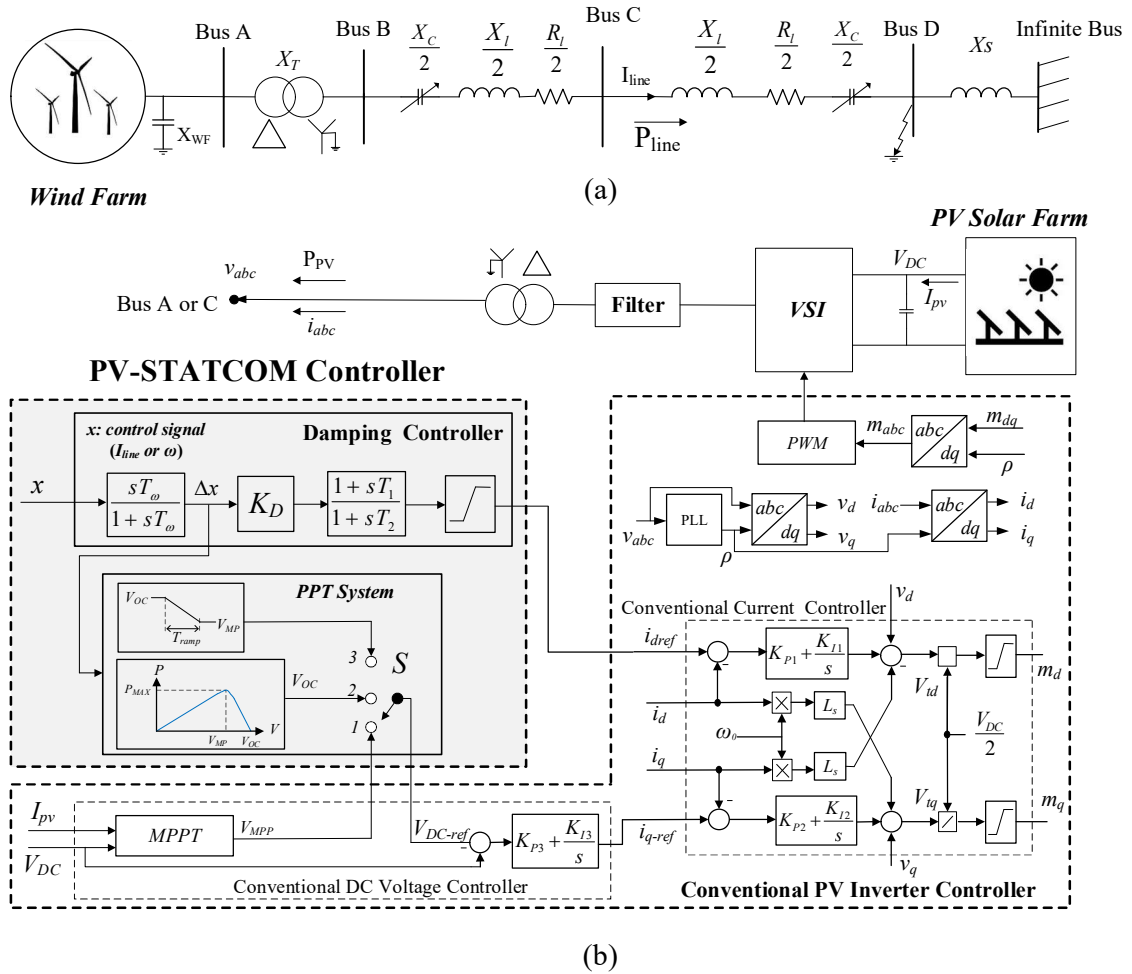 Bus A
X_T
Bus B
X_C/2
X_l/2
R_l/2
Bus C
I_line
X_l/2
R_l/2
X_C/2
Bus D
Xs
Infinite Bus
X_WF
P_line
Wind Farm
(a)
PV Solar Farm
v_abc
P_PV
Bus A or C
i_abc
Filter
VSI
V_DC
I_pv
PV-STATCOM Controller
x: control signal
(I_line or ω)
Damping Controller
x
sT_ω/(1 + sT_ω)
Δx
K_D
(1 + sT_1)/(1 + sT_2)
PWM
m_abc
abc
dq
m_dq
ρ
v_abc
PLL
ρ
abc
dq
v_d
v_q
i_abc
abc
dq
i_d
i_q
PPT System
V_OC
V_MP
T_ramp
3
S
P
P_MAX
V_MP
V_OC
V
V_OC
2
1
Conventional Current Controller
v_d
i_dref
-
K_P1 + K_I1/s
-
V_td
m_d
i_d
×
L_s
ω_0
V_DC/2
i_q
×
L_s
-
K_P2 + K_I2/s
V_tq
m_q
i_q-ref
v_q
I_pv
V_DC
MPPT
V_MPP
V_DC-ref
-
K_P3 + K_I3/s
Conventional DC Voltage Controller
Conventional PV Inverter Controller
(b)